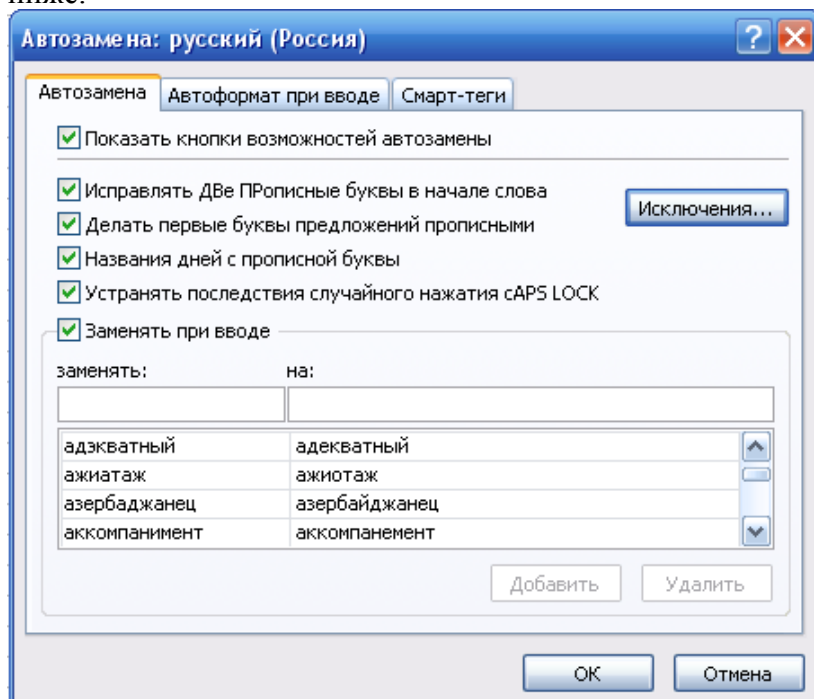 ниже.
Автозамена: русский (Россия)
Автозамена Автоформат при вводе Смарт-теги
Показать кнопки возможностей автозамены
Исправлять ДВе ПРописные буквы в начале слова
Исключения...
Делать первые буквы предложений прописными
Названия дней с прописной буквы
Устранять последствия случайного нажатия cAPS LOCK
Заменять при вводе
заменять: на:
адэкватный адекватный
ажиатаж ажиотаж
азербаджанец азербайджанец
аккомпанимент аккомпанемент
Добавить Удалить
ОК Отмена